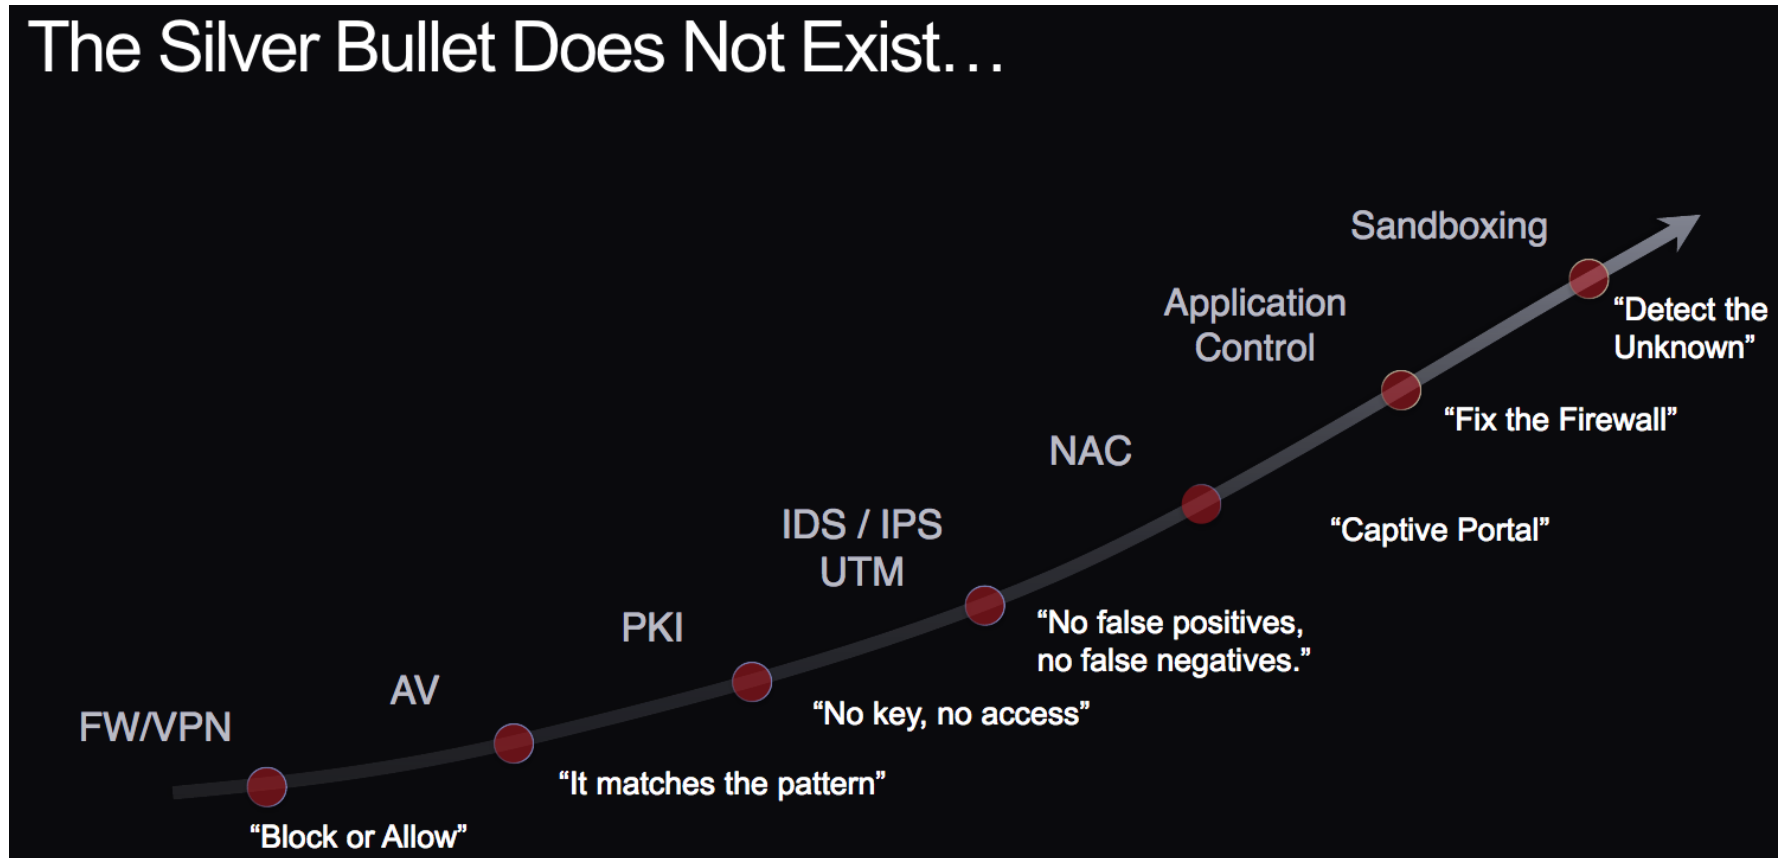 The Silver Bullet Does Not Exist…
Sandboxing
“Detect the
Unknown”
Application
Control
“Fix the Firewall”
NAC
“Captive Portal”
IDS / IPS
UTM
“No false positives,
no false negatives.”
PKI
“No key, no access”
AV
“It matches the pattern”
FW/VPN
“Block or Allow”